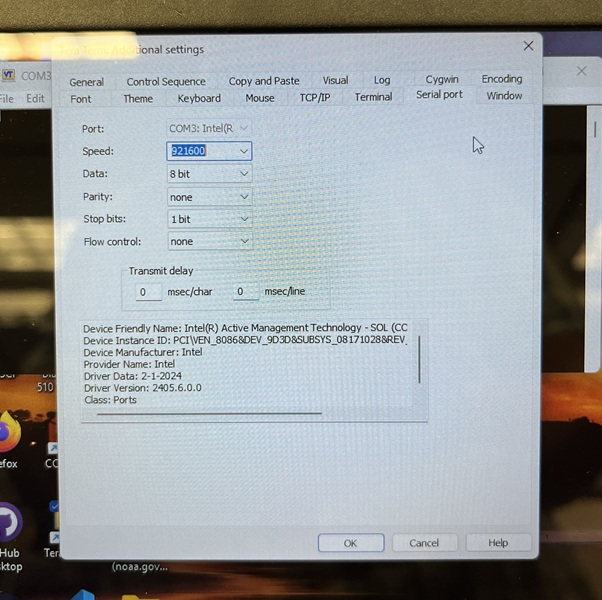 additional settings
VT COM3
File Edit
General Control Sequence Copy and Paste Visual Log Cygwin Encoding
Font Theme Keyboard Mouse TCP/IP Terminal Serial port Window
Port: COM3: Intel(R
Speed: 921600
Data: 8 bit
Parity: none
Stop bits: 1 bit
Flow control: none
Transmit delay
0 msec/char 0 msec/line
Device Friendly Name: Intel(R) Active Management Technology - SOL (CO
Device Instance ID: PCI\VEN_8086&DEV_9D3D&SUBSYS_08171028&REV_
Device Manufacturer: Intel
Provider Name: Intel
Driver Data: 2-1-2024
Driver Version: 2405.6.0.0
Class: Ports
510
efox CC
OK Cancel Help
Hub Ter
ktop (noaa.gov...